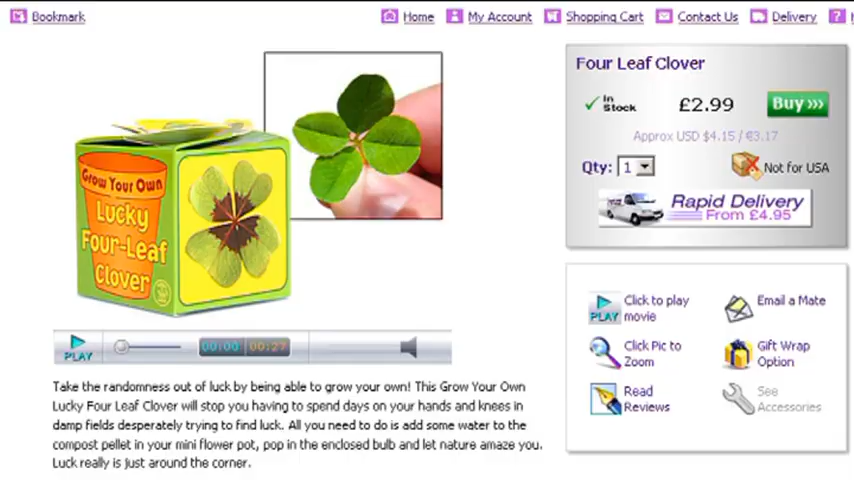 Bookmark
Home
My Account
Shopping Cart
Contact Us
Delivery
?
Grow Your Own
Lucky
Four-Leaf
Clover
PLAY
00:00 00:27
Take the randomness out of luck by being able to grow your own! This Grow Your Own
Lucky Four Leaf Clover will stop you having to spend days on your hands and knees in
damp fields desperately trying to find luck. All you need to do is add some water to the
compost pellet in your mini flower pot, pop in the enclosed bulb and let nature amaze you.
Luck really is just around the corner.
Four Leaf Clover
In
Stock
£2.99
Buy >>>
Approx USD $4.15 / €3.17
Qty: 1
Not for USA
Rapid Delivery
From £4.95
PLAY
Click to play
movie
Email a Mate
Click Pic to
Zoom
Gift Wrap
Option
Read
Reviews
See
Accessories